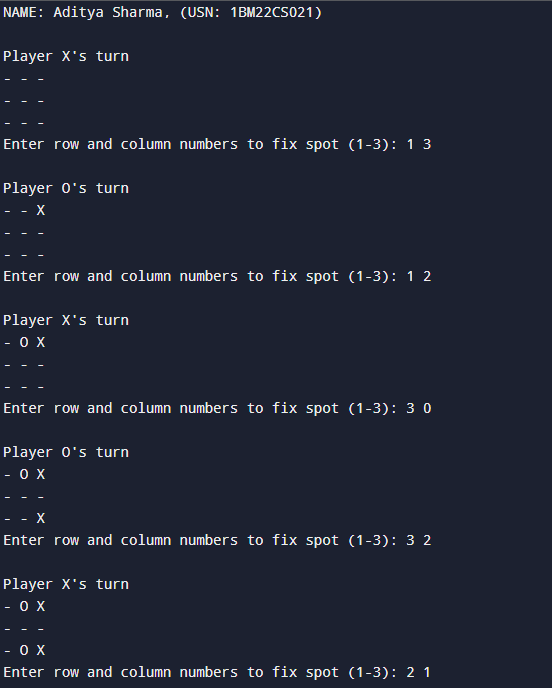 NAME: Aditya Sharma, (USN: 1BM22CS021)
Player X's turn
- - -
- - -
- - -
Enter row and column numbers to fix spot (1-3): 1 3
Player O's turn
- - X
- - -
- - -
Enter row and column numbers to fix spot (1-3): 1 2
Player X's turn
- O X
- - -
- - -
Enter row and column numbers to fix spot (1-3): 3 0
Player O's turn
- O X
- - -
- - X
Enter row and column numbers to fix spot (1-3): 3 2
Player X's turn
- O X
- - -
- O X
Enter row and column numbers to fix spot (1-3): 2 1